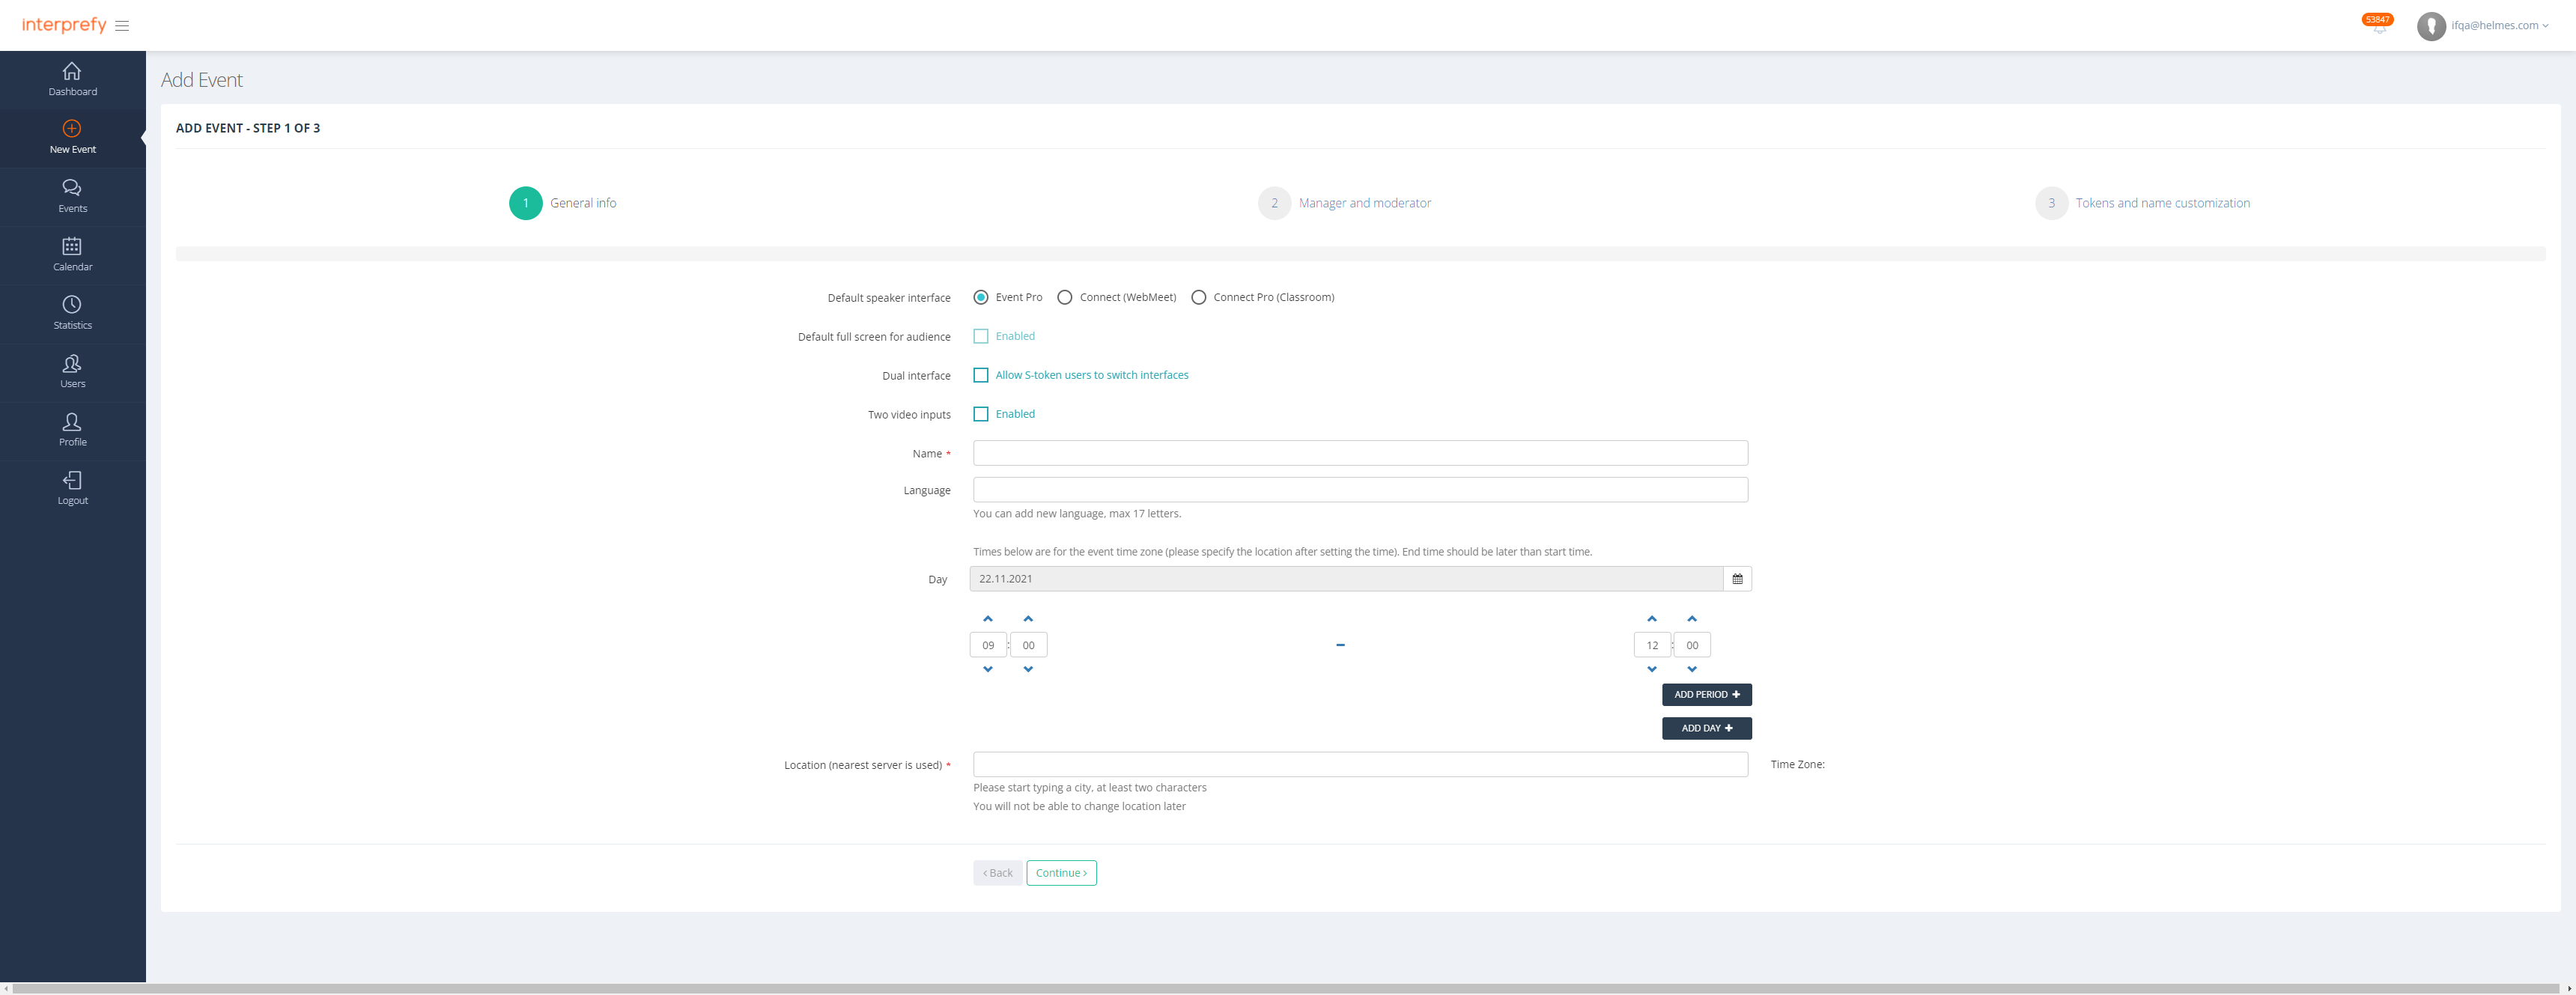 interprefy
53847
ifqa@helmes.com
Dashboard
New Event
Events
Calendar
Statistics
Users
Profile
Logout
Add Event
ADD EVENT - STEP 1 OF 3
1 General info
2 Manager and moderator
3 Tokens and name customization
Default speaker interface Event Pro Connect (WebMeet) Connect Pro (Classroom)
Default full screen for audience Enabled
Dual interface Allow S-token users to switch interfaces
Two video inputs Enabled
Name *
Language
You can add new language, max 17 letters.
Times below are for the event time zone (please specify the location after setting the time). End time should be later than start time.
Day 22.11.2021
09 : 00 – 12 : 00
ADD PERIOD +
ADD DAY +
Location (nearest server is used) * Time Zone:
Please start typing a city, at least two characters
You will not be able to change location later
‹ Back Continue ›